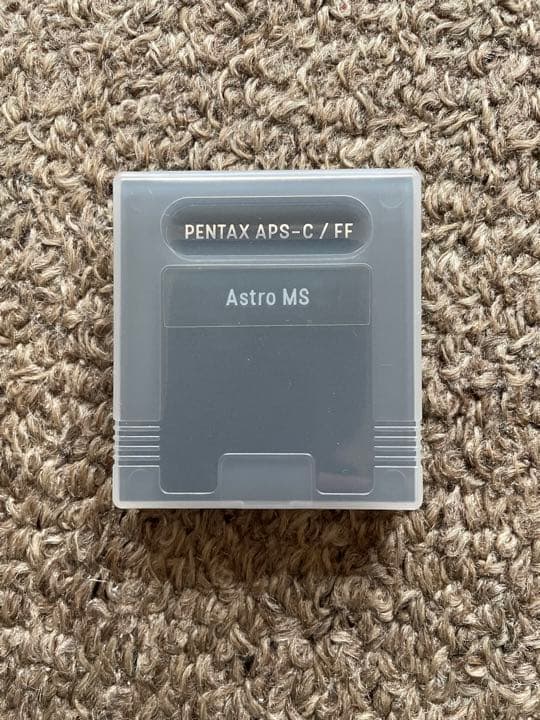 PENTAX APS-C / FF
Astro MS